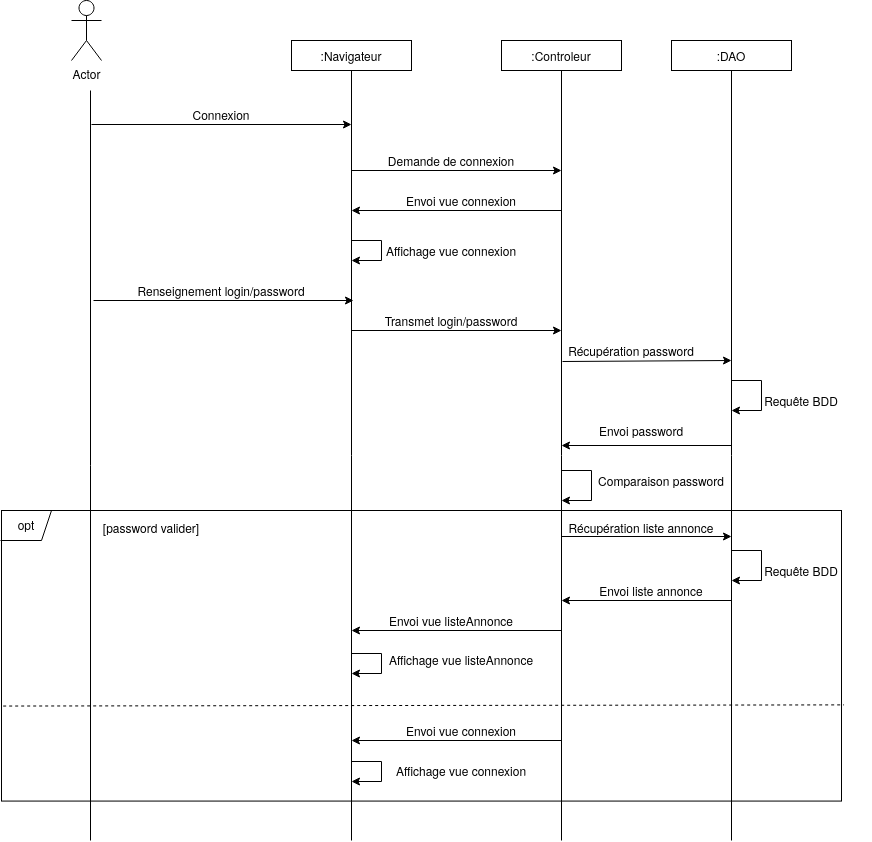 Actor
:Navigateur
:Controleur
:DAO
Connexion
Demande de connexion
Envoi vue connexion
Affichage vue connexion
Renseignement login/password
Transmet login/password
Récupération password
Requête BDD
Envoi password
Comparaison password
opt
[password valider]
Récupération liste annonce
Requête BDD
Envoi liste annonce
Envoi vue listeAnnonce
Affichage vue listeAnnonce
Envoi vue connexion
Affichage vue connexion